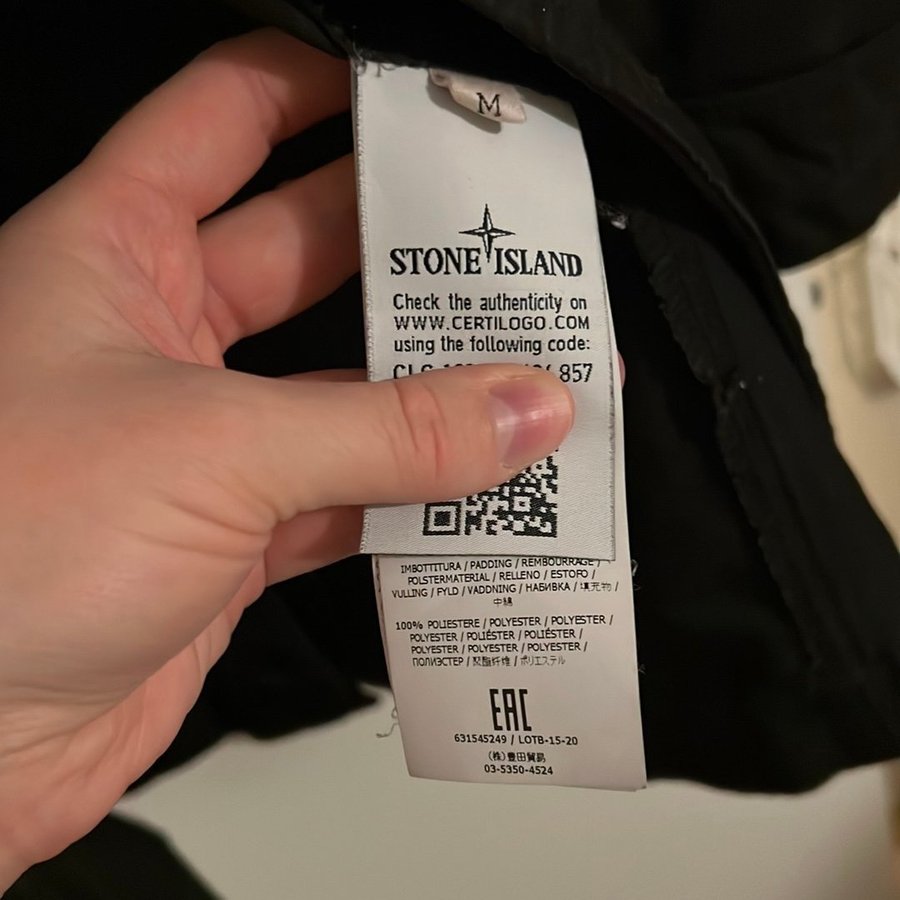 M
STONE ISLAND
Check the authenticity on
WWW.CERTILOGO.COM
using the following code:
857
IMBOTTITURA / PADDING / REMBOURRAGE /
POLSTERMATERIAL / RELLENO / ESTOFO /
VULLING / FYLD / VADDNING / НАБИВКА / 填充物 /
中綿
100% POLIESTERE / POLYESTER / POLYESTER /
POLYESTER / POLIÉSTER / POLIÉSTER /
POLYESTER / POLYESTER / POLYESTER /
ПОЛИЭСТЕР / 聚酯纤维 / ポリエステル
EAC
631545249 / LOTB-15-20
(株)豊田貿易
03-5350-4524